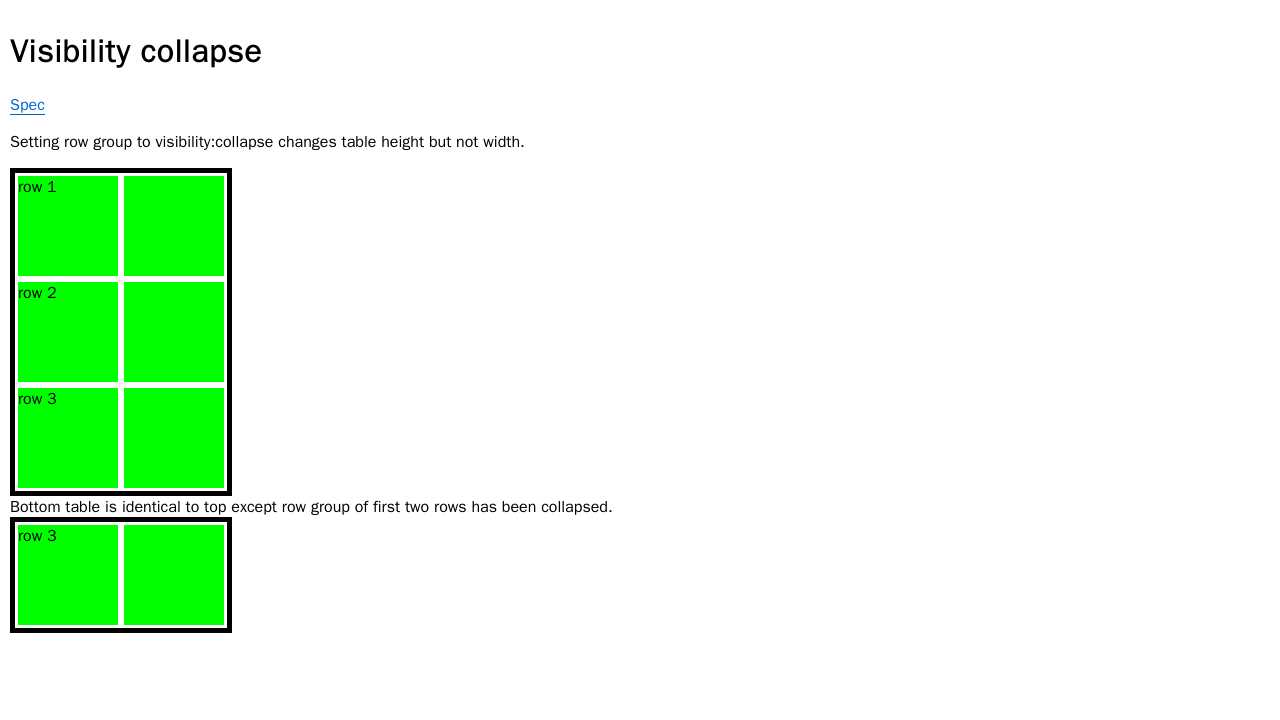 Visibility collapse
Spec
Setting row group to visibility:collapse changes table height but not width.
row 1
row 2
row 3
Bottom table is identical to top except row group of first two rows has been collapsed.
row 3